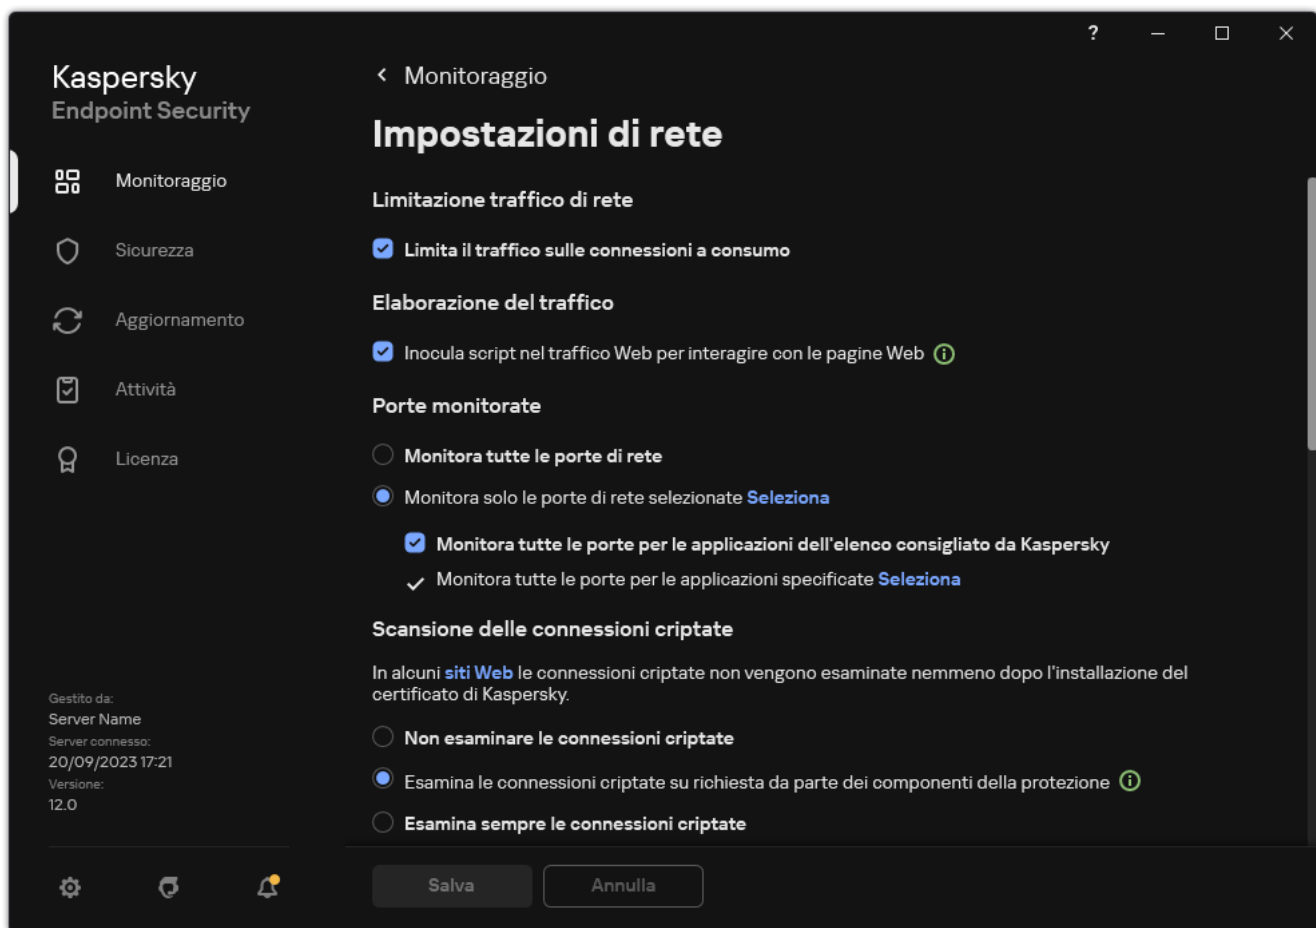 ?
Kaspersky
Endpoint Security
Monitoraggio
Sicurezza
Aggiornamento
Attività
Licenza
Gestito da:
Server Name
Server connesso:
20/09/2023 17:21
Versione:
12.0
Monitoraggio
Impostazioni di rete
Limitazione traffico di rete
Limita il traffico sulle connessioni a consumo
Elaborazione del traffico
Inocula script nel traffico Web per interagire con le pagine Web
Porte monitorate
Monitora tutte le porte di rete
Monitora solo le porte di rete selezionate Seleziona
Monitora tutte le porte per le applicazioni dell'elenco consigliato da Kaspersky
Monitora tutte le porte per le applicazioni specificate Seleziona
Scansione delle connessioni criptate
In alcuni siti Web le connessioni criptate non vengono esaminate nemmeno dopo l'installazione del
certificato di Kaspersky.
Non esaminare le connessioni criptate
Esamina le connessioni criptate su richiesta da parte dei componenti della protezione
Esamina sempre le connessioni criptate
Salva
Annulla